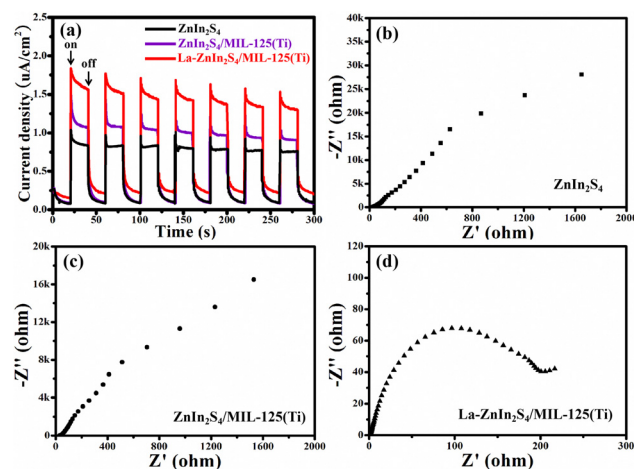 (a)
ZnIn₂S₄
ZnIn₂S₄/MIL-125(Ti)
La-ZnIn₂S₄/MIL-125(Ti)
on
off
Current density (uA/cm²)
2.5
2.0
1.5
1.0
0.5
0.0
0 50 100 150 200 250 300
Time (s)
(b)
-Z'' (ohm)
40k
30k
20k
10k
0
0 400 800 1200 1600 2000
ZnIn₂S₄
Z' (ohm)
(c)
-Z'' (ohm)
20k
16k
12k
8k
4k
0
0 400 800 1200 1600 2000
ZnIn₂S₄/MIL-125(Ti)
Z' (ohm)
(d)
-Z'' (ohm)
120
100
80
60
40
20
0
0 100 200 300
La-ZnIn₂S₄/MIL-125(Ti)
Z' (ohm)